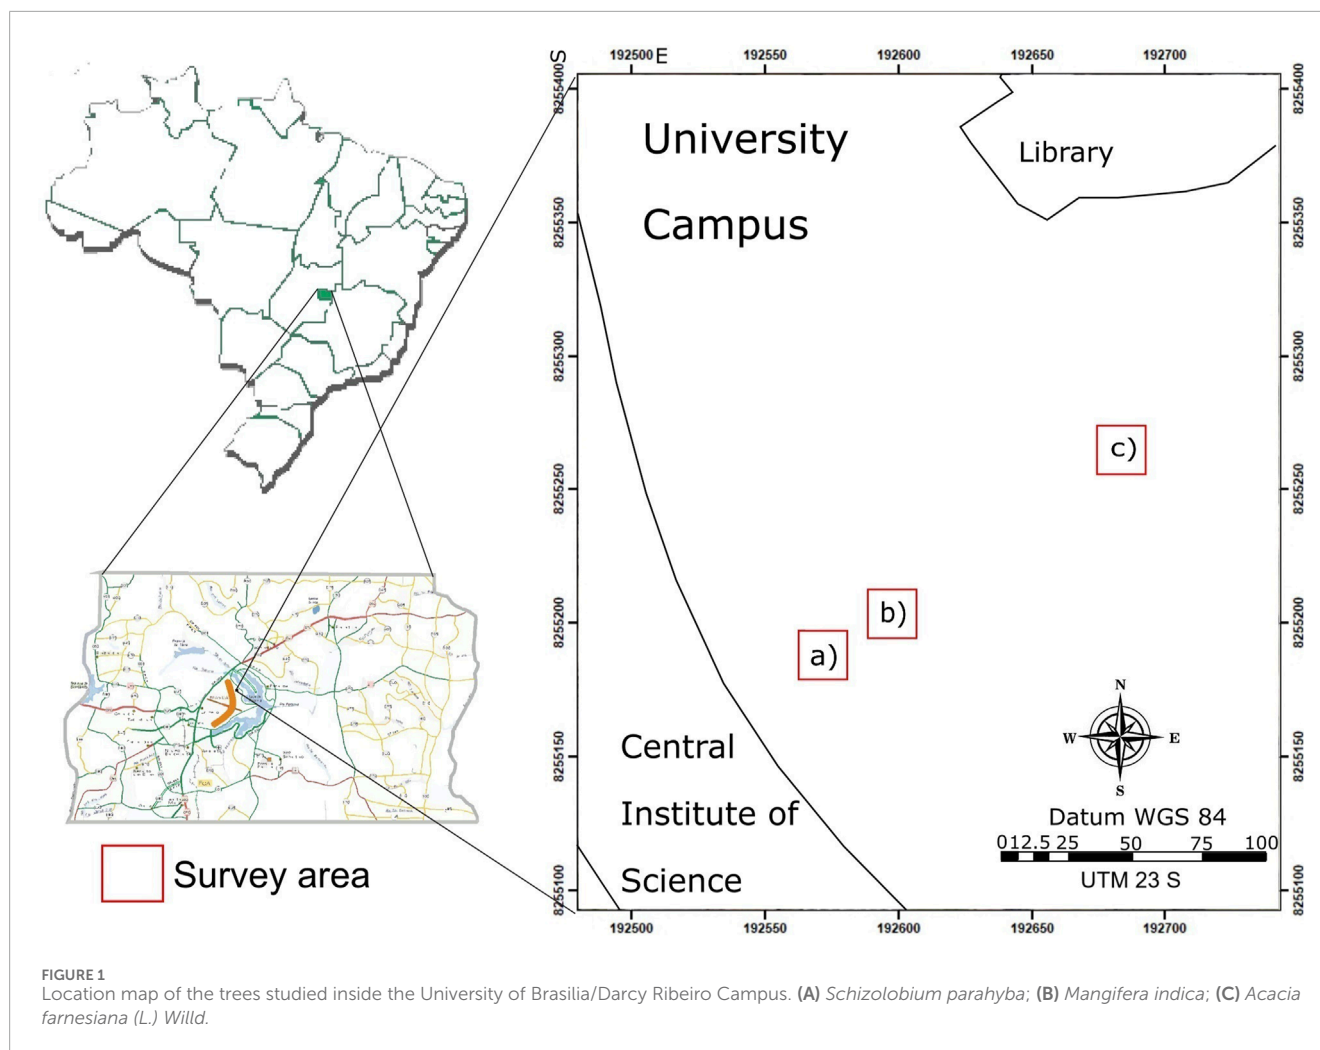 S
192500 E
192550
192600
192650
192700
8255400
8255350
8255300
8255250
8255200
8255150
8255100
8255400
8255350
8255300
8255250
8255200
8255150
8255100
University
Campus
Library
c)
b)
a)
Central
Institute of
Science
N
W
E
S
Datum WGS 84
0 12.5 25 50 75 100
UTM 23 S
192500
192550
192600
192650
192700
Survey area
FIGURE 1
Location map of the trees studied inside the University of Brasilia/Darcy Ribeiro Campus. (A) Schizolobium parahyba; (B) Mangifera indica; (C) Acacia
farnesiana (L.) Willd.